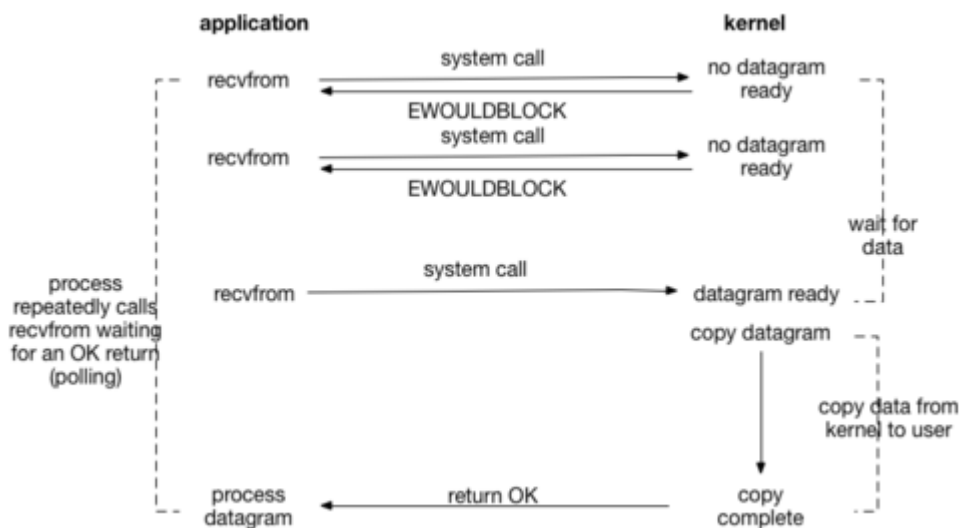 application
kernel
system call
recvfrom
no datagram
ready
EWOULDBLOCK
system call
recvfrom
no datagram
ready
EWOULDBLOCK
wait for
data
system call
recvfrom
datagram ready
process
repeatedly calls
recvfrom waiting
for an OK return
(polling)
copy datagram
copy data from
kernel to user
process
datagram
return OK
copy
complete